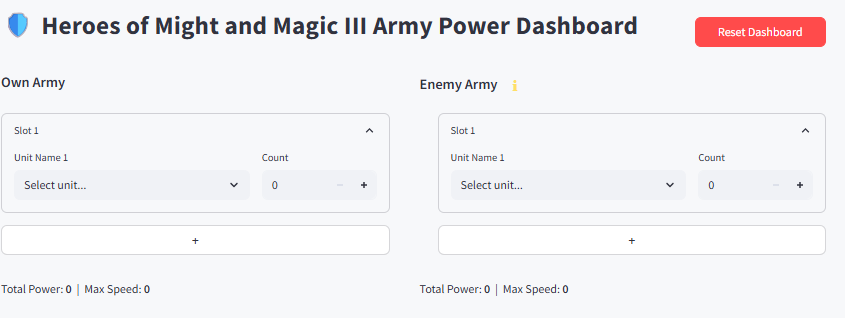 Heroes of Might and Magic III Army Power Dashboard
Reset Dashboard
Own Army
Slot 1
Unit Name 1
Count
Select unit...
0
+
Total Power: 0 | Max Speed: 0
Enemy Army
Slot 1
Unit Name 1
Count
Select unit...
0
+
Total Power: 0 | Max Speed: 0